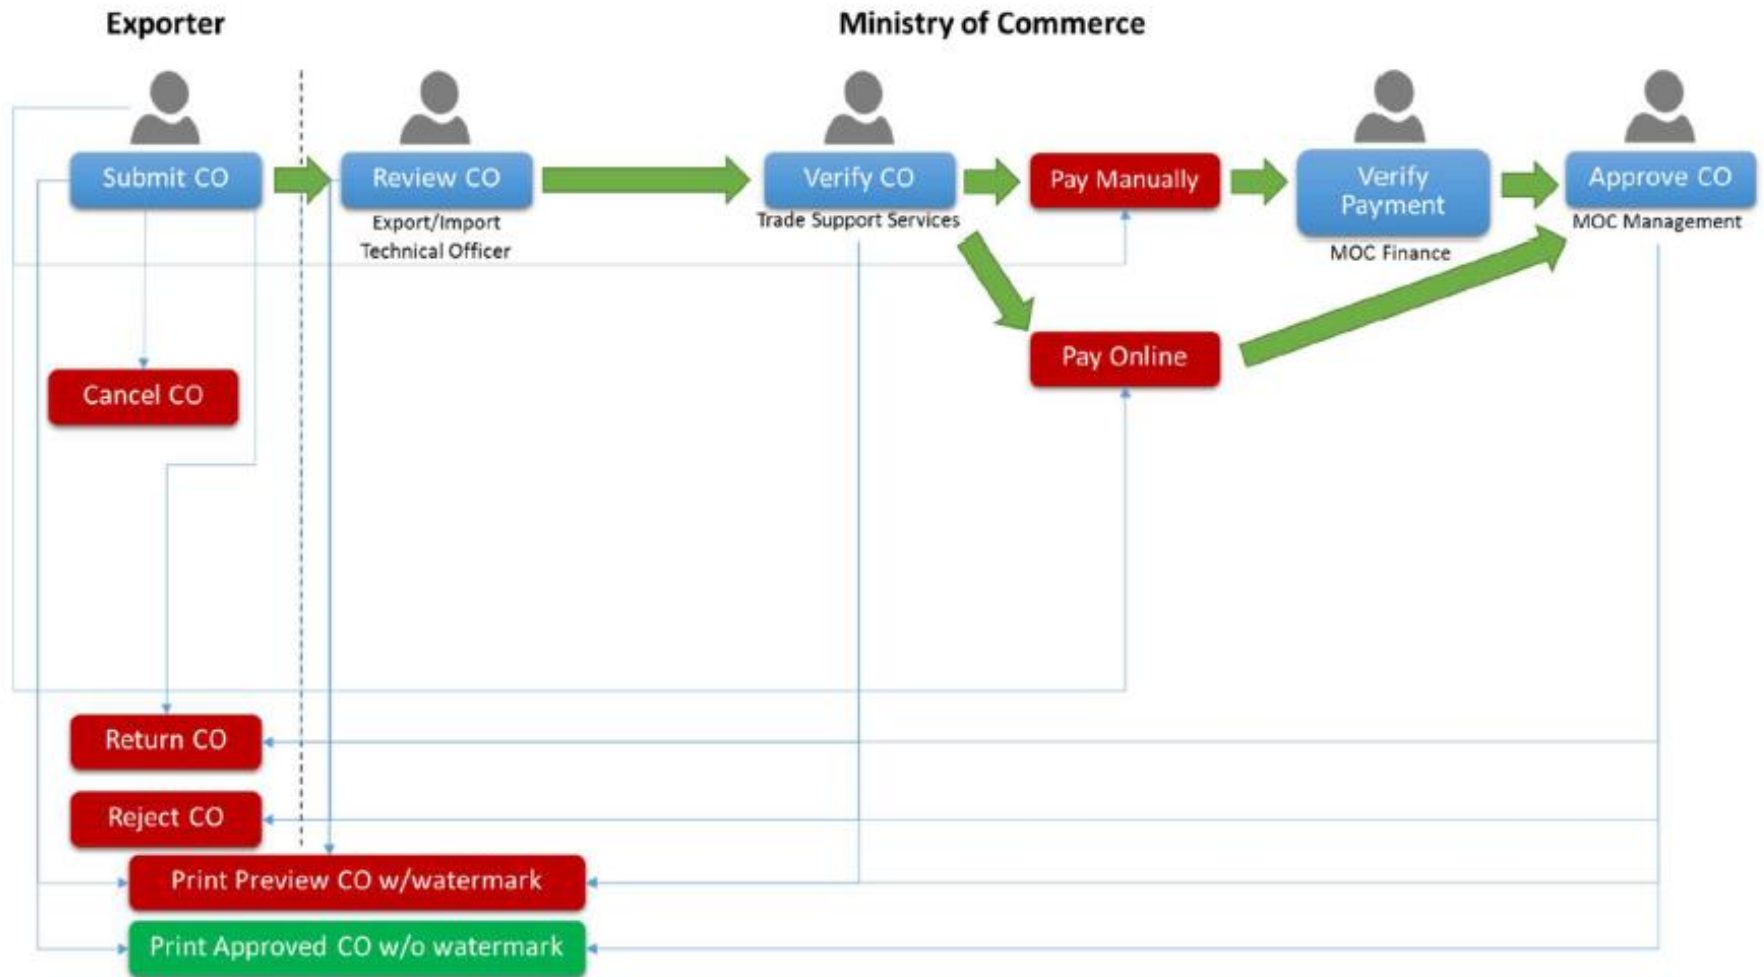 Exporter
Ministry of Commerce
Submit CO
Review CO
Export/Import
Technical Officer
Verify CO
Trade Support Services
Pay Manually
Verify
Payment
MOC Finance
Approve CO
MOC Management
Pay Online
Cancel CO
Return CO
Reject CO
Print Preview CO w/watermark
Print Approved CO w/o watermark